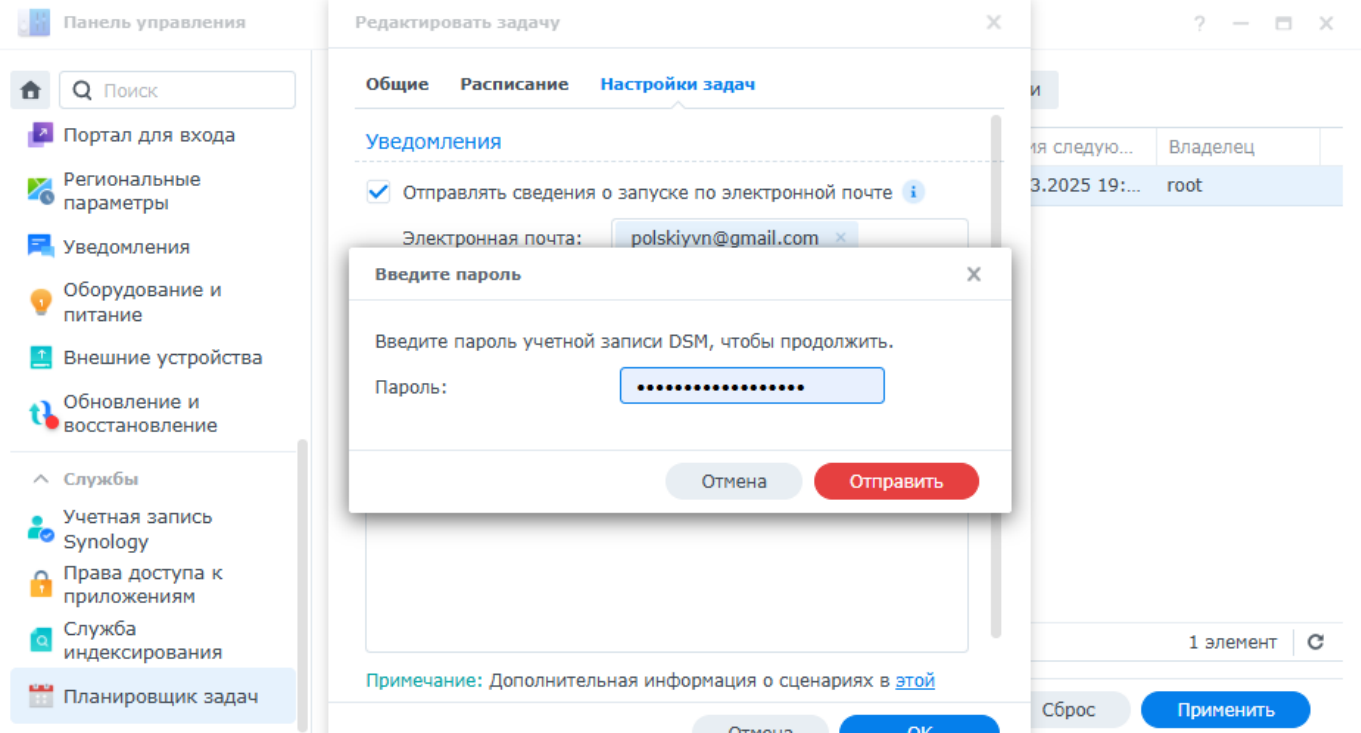 Панель управления
Поиск
Портал для входа
Региональные
параметры
Уведомления
Оборудование и
питание
Внешние устройства
Обновление и
восстановление
Службы
Учетная запись
Synology
Права доступа к
приложениям
Служба
индексирования
Планировщик задач
Редактировать задачу
Общие Расписание Настройки задач
Уведомления
Отправлять сведения о запуске по электронной почте
Электронная почта: polskiyvn@gmail.com
Введите пароль
Введите пароль учетной записи DSM, чтобы продолжить.
Пароль: ••••••••••••••••••
Отмена Отправить
Примечание: Дополнительная информация о сценариях в этой
Отмена OK
и
ия следую... Владелец
3.2025 19:... root
1 элемент
Сброс Применить